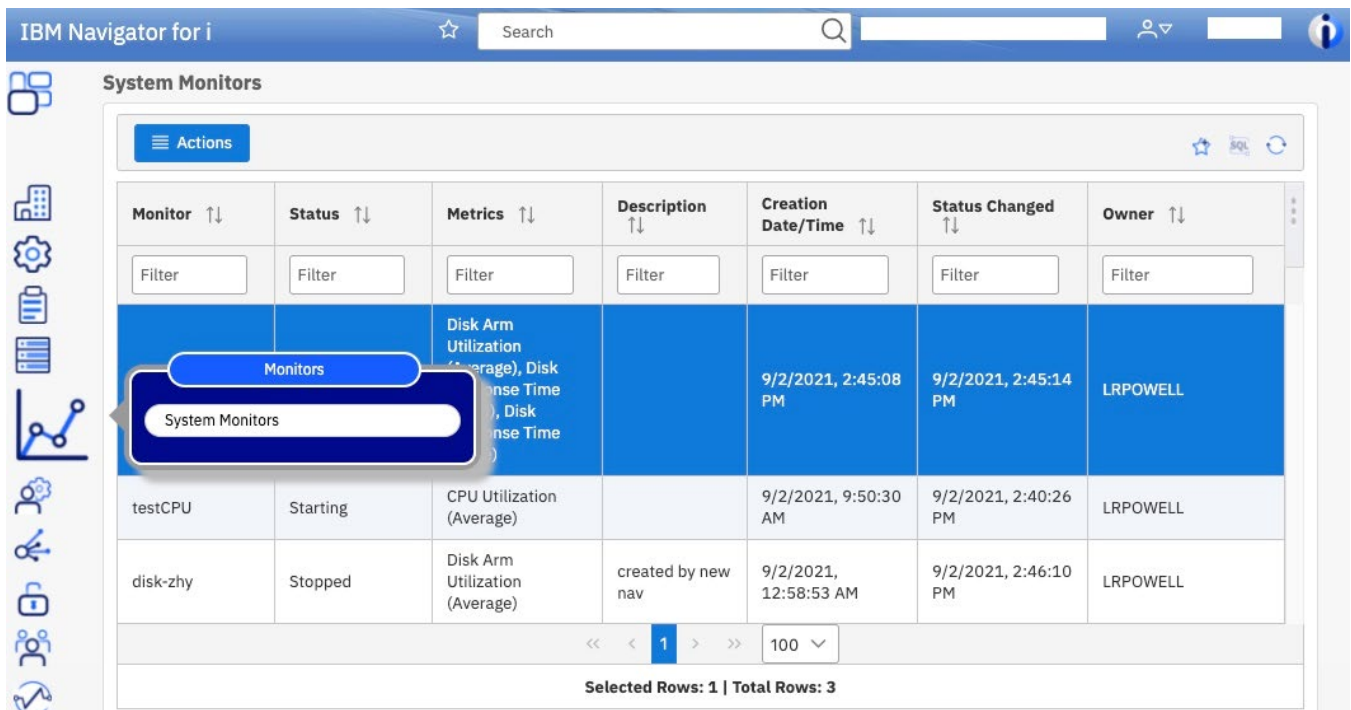 IBM Navigator for i
Search
System Monitors
Actions
SQL
Monitor
Status
Metrics
Description
Creation
Date/Time
Status Changed
Owner
Filter
Filter
Filter
Filter
Filter
Filter
Filter
Disk Arm
Utilization
Disk
Time
, Disk
Time
9/2/2021, 2:45:08
PM
9/2/2021, 2:45:14
PM
LRPOWELL
Monitors
System Monitors
testCPU
Starting
CPU Utilization
(Average)
9/2/2021, 9:50:30
AM
9/2/2021, 2:40:26
PM
LRPOWELL
disk-zhy
Stopped
Disk Arm
Utilization
(Average)
created by new
nav
9/2/2021,
12:58:53 AM
9/2/2021, 2:46:10
PM
LRPOWELL
<< < 1 > >> 100
Selected Rows: 1 | Total Rows: 3